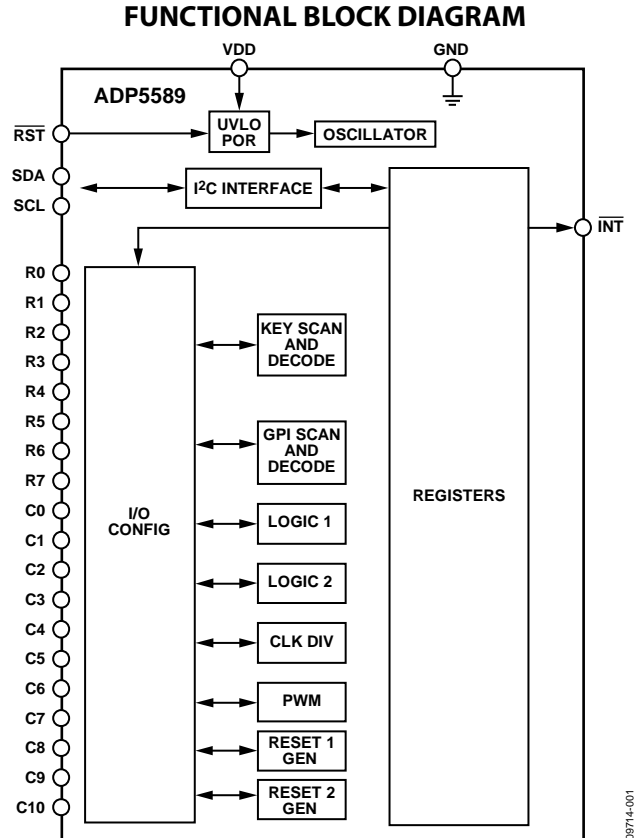 FUNCTIONAL BLOCK DIAGRAM
VDD
GND
ADP5589
RST
UVLO
POR
OSCILLATOR
SDA
I2C INTERFACE
SCL
INT
R0
R1
R2
R3
R4
R5
R6
R7
C0
C1
C2
C3
C4
C5
C6
C7
C8
C9
C10
I/O
CONFIG
KEY SCAN
AND
DECODE
GPI SCAN
AND
DECODE
LOGIC 1
LOGIC 2
CLK DIV
PWM
RESET 1
GEN
RESET 2
GEN
REGISTERS
09714-001